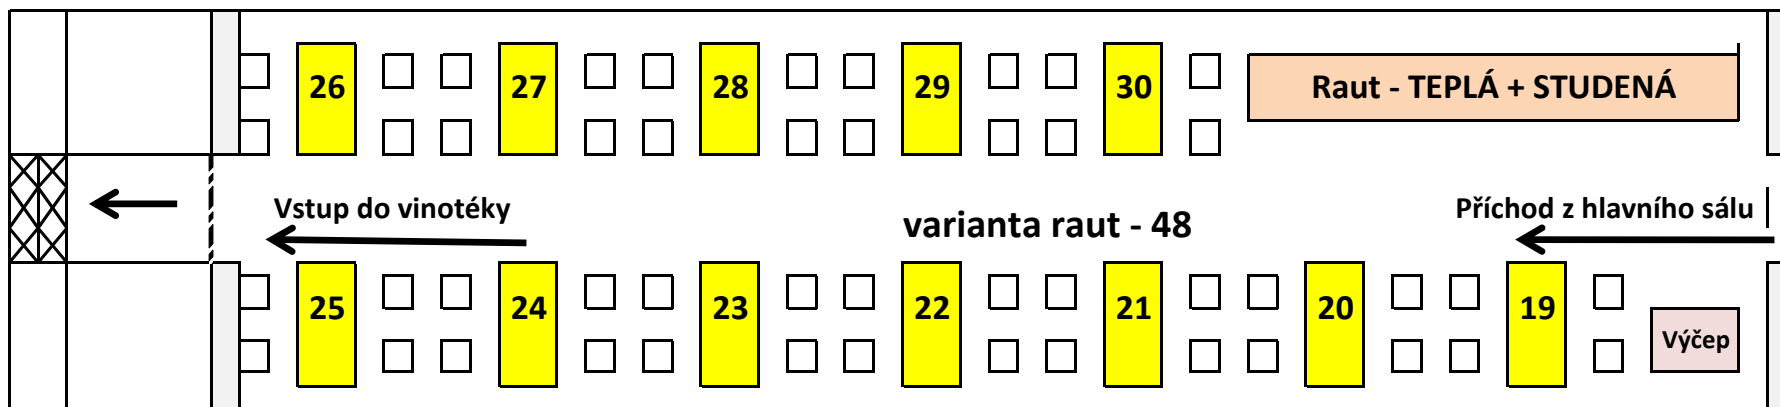 26 27 28 29 30 Raut - TEPLÁ + STUDENÁ
Vstup do vinotéky
varianta raut - 48
Příchod z hlavního sálu
25 24 23 22 21 20 19
Výčep